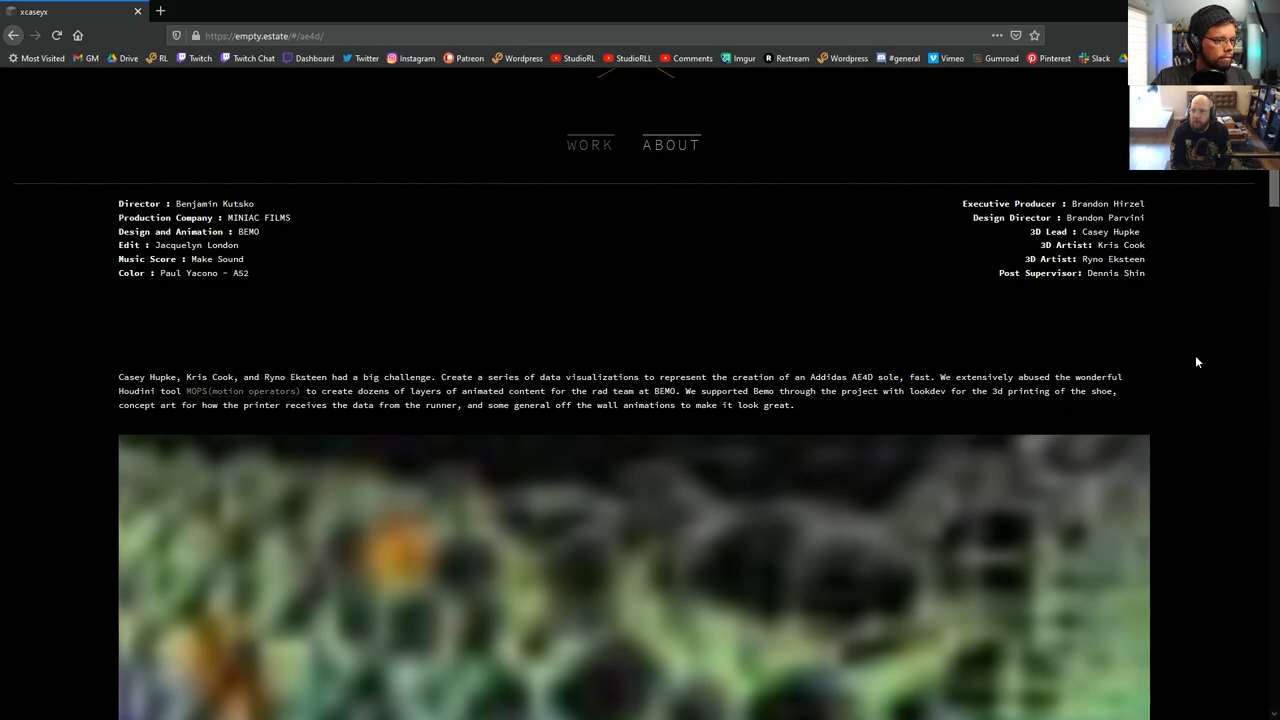 xcaseyx
https://empty.estate/#/ae4d/
Most Visited GM Drive RL Twitch Twitch Chat Dashboard Twitter Instagram Patreon Wordpress StudioRL StudioRLL Comments Imgur Restream Wordpress #general Vimeo Gumroad Pinterest Slack
WORK ABOUT
Director : Benjamin Kutsko
Production Company : MINIAC FILMS
Design and Animation : BEMO
Edit : Jacquelyn London
Music Score : Make Sound
Color : Paul Yacono - A52
Executive Producer : Brandon Hirzel
Design Director : Brandon Parvini
3D Lead : Casey Hupke
3D Artist: Kris Cook
3D Artist: Ryno Eksteen
Post Supervisor: Dennis Shin
Casey Hupke, Kris Cook, and Ryno Eksteen had a big challenge. Create a series of data visualizations to represent the creation of an Addidas AE4D sole, fast. We extensively abused the wonderful
Houdini tool MOPS(motion operators) to create dozens of layers of animated content for the rad team at BEMO. We supported Bemo through the project with lookdev for the 3d printing of the shoe,
concept art for how the printer receives the data from the runner, and some general off the wall animations to make it look great.